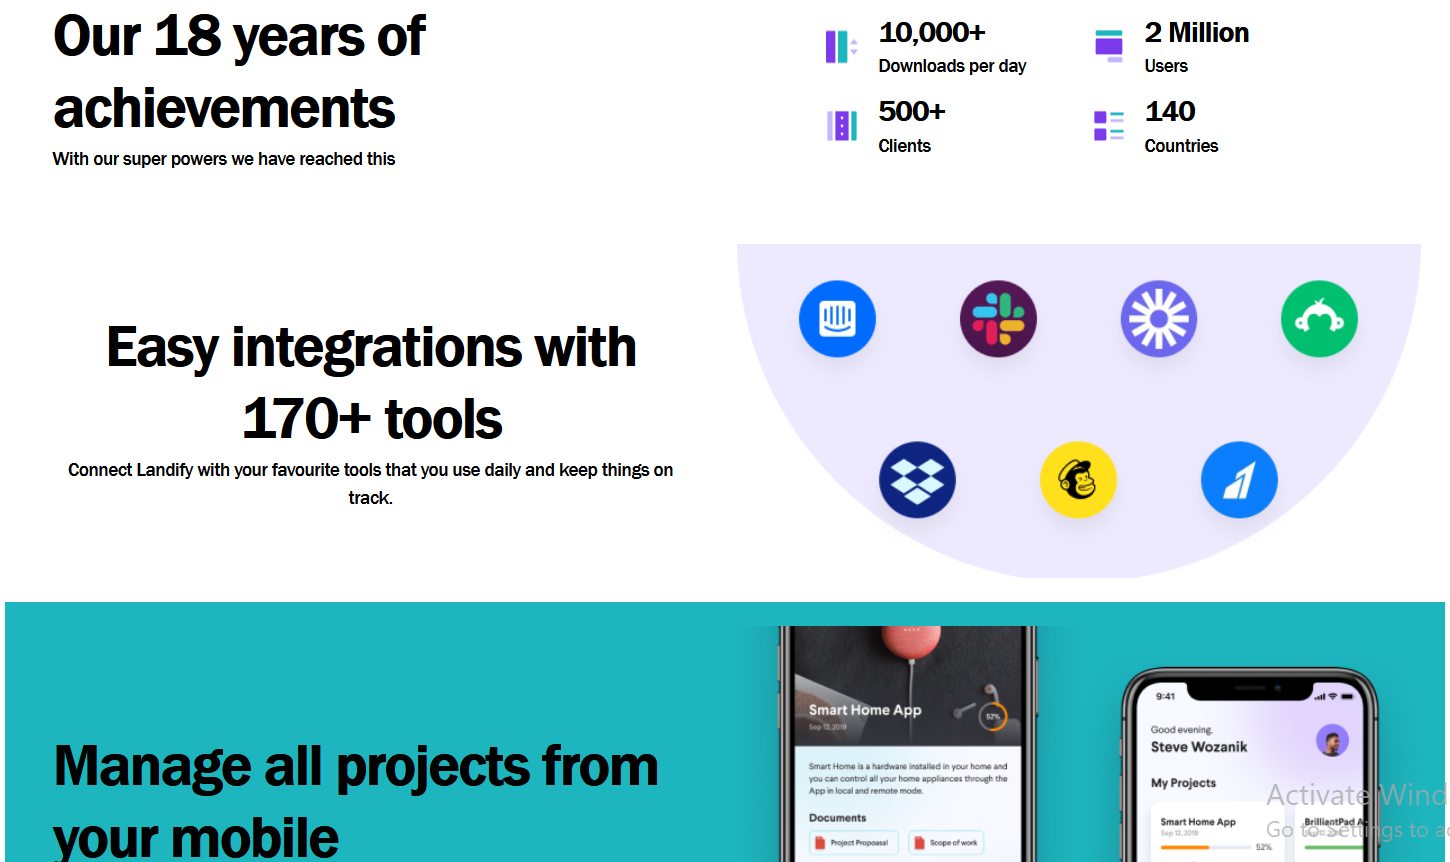 Our 18 years of
achievements
With our super powers we have reached this
10,000+
Downloads per day
2 Million
Users
500+
Clients
140
Countries
Easy integrations with
170+ tools
Connect Landify with your favourite tools that you use daily and keep things on
track.
Manage all projects from
your mobile
Smart Home App
Sep 12, 2019
52%
Smart Home is a hardware installed in your home and
you can control all your home appliances through the
App in local and remote mode.
Documents
Project Propoasal
Scope of work
9:41
Good evening,
Steve Wozanik
My Projects
Smart Home App
Sep 12, 2019
52%
BrilliantPad A
Activate Wind
Go to Settings to ac